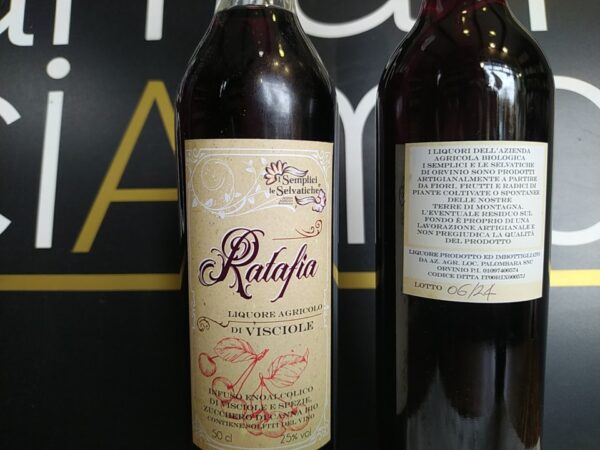 I Semplici
le Selvatiche
Ratafia
LIQUORE AGRICOLO
DI VISCIOLE
INFUSO ENOALCOLICO
DI VISCIOLE E SPEZIE,
ZUCCHERO DI CANNA BIO
CONTIENE SOLFITI DEL VINO
50 cl
25% vol
I LIQUORI DELL'AZIENDA
AGRICOLA BIOLOGICA
I SEMPLICI E LE SELVATICHE
DI ORVINIO SONO PRODOTTI
ARTIGIANALMENTE A PARTIRE
DA FIORI, FRUTTI E RADICI DI
PIANTE COLTIVATE O SPONTANEE
DELLE NOSTRE
TERRE DI MONTAGNA.
L'EVENTUALE RESIDUO SUL
FONDO È PROPRIO DI UNA
LAVORAZIONE ARTIGIANALE E
NON PREGIUDICA LA QUALITÀ
DEL PRODOTTO
LIQUORE PRODOTTO ED IMBOTTIGLIATO
DA AZ. AGR. LOC. PALOMBARA SNC
ORVINIO P.I. 01097400574
CODICE DITTA
LOTTO 06/24